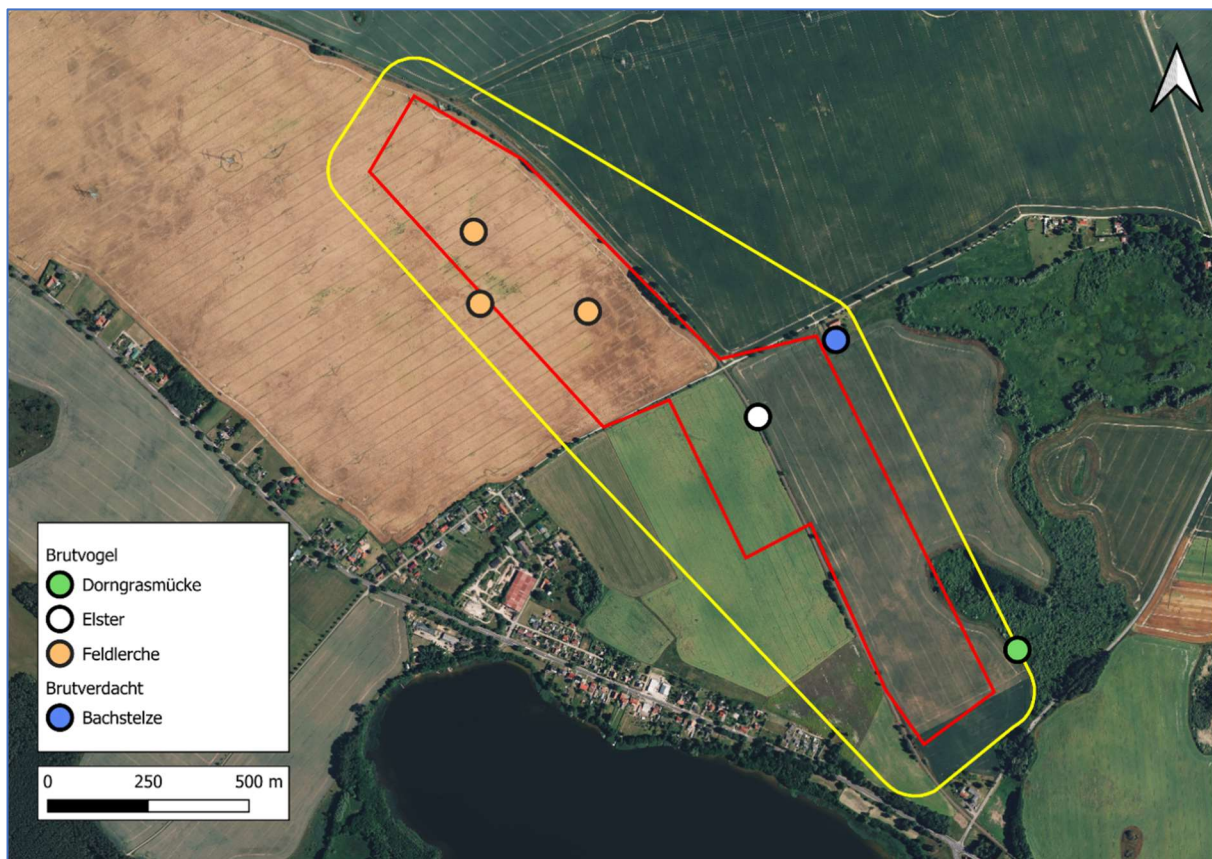 Brutvogel
Dorngrasmücke
Elster
Feldlerche
Brutverdacht
Bachstelze
0 250 500 m